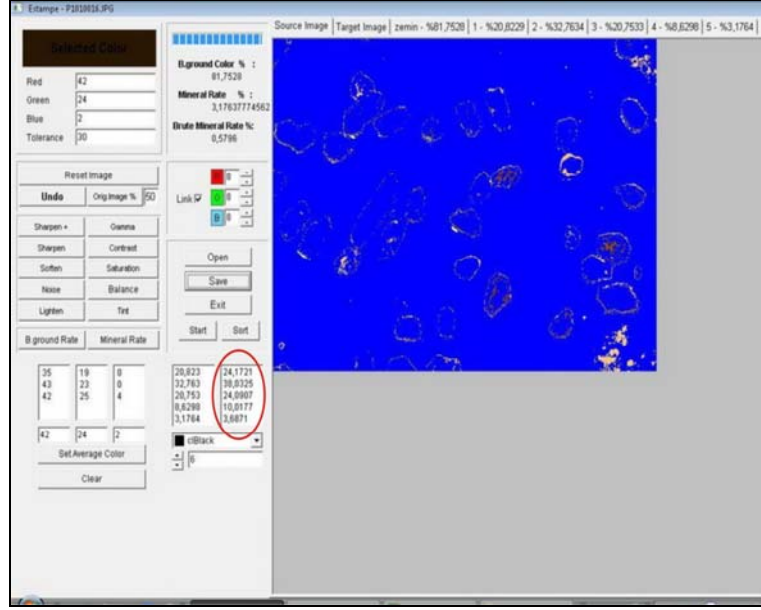 Estampe - P1010016.JPG
Source Image | Target Image | zemin - %81,7528 | 1 - %20,8229 | 2 - %32,7634 | 3 - %20,7533 | 4 - %8,6298 | 5 - %3,1764
Selected Color
Red 42
Green 24
Blue 2
Tolerance 30
B.ground Color % :
81,7528
Mineral Rate % :
3,17637774562
Brute Mineral Rate %:
0,5796
Reset Image
Undo Orig.Image % 50
Link R 0
G 0
B 0
Sharpen + Gamma
Sharpen Contrast
Soften Saturation
Noise Balance
Lighten Tint
B.ground Rate Mineral Rate
Open
Save
Exit
Start Sort
35 19 0
43 23 0
42 25 4
42 24 2
Set Average Color
Clear
20,823 24,1721
32,763 38,0325
20,753 24,0907
8,6298 10,0177
3,1764 3,6871
clBlack
6